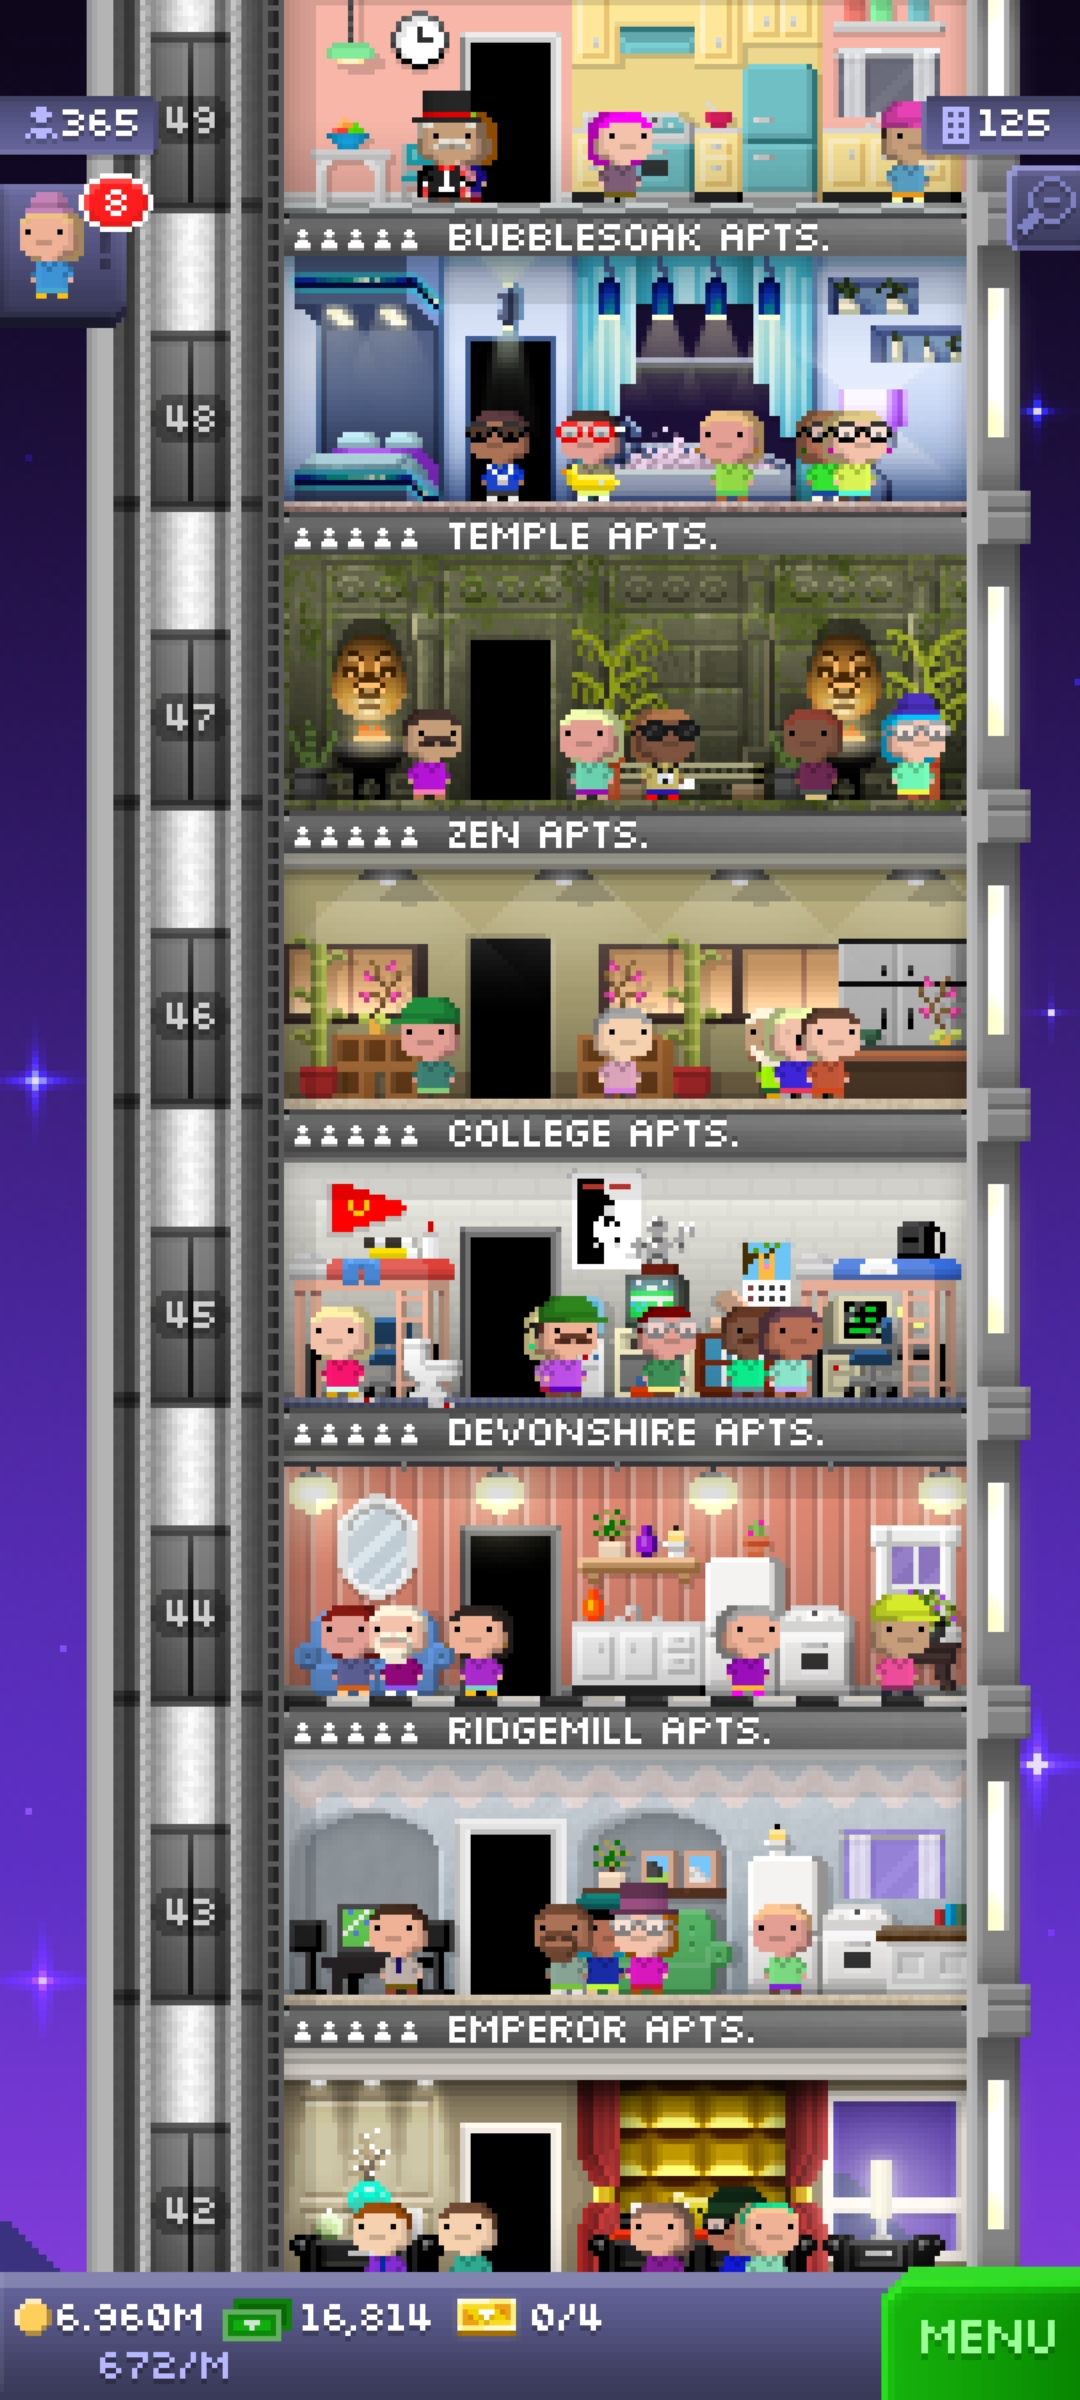 49
365
125
8
BUBBLESOAK APTS.
48
TEMPLE APTS.
47
ZEN APTS.
46
COLLEGE APTS.
45
DEVONSHIRE APTS.
44
RIDGEMILL APTS.
43
EMPEROR APTS.
42
6.960M 16,814 0/4
672/M
MENU